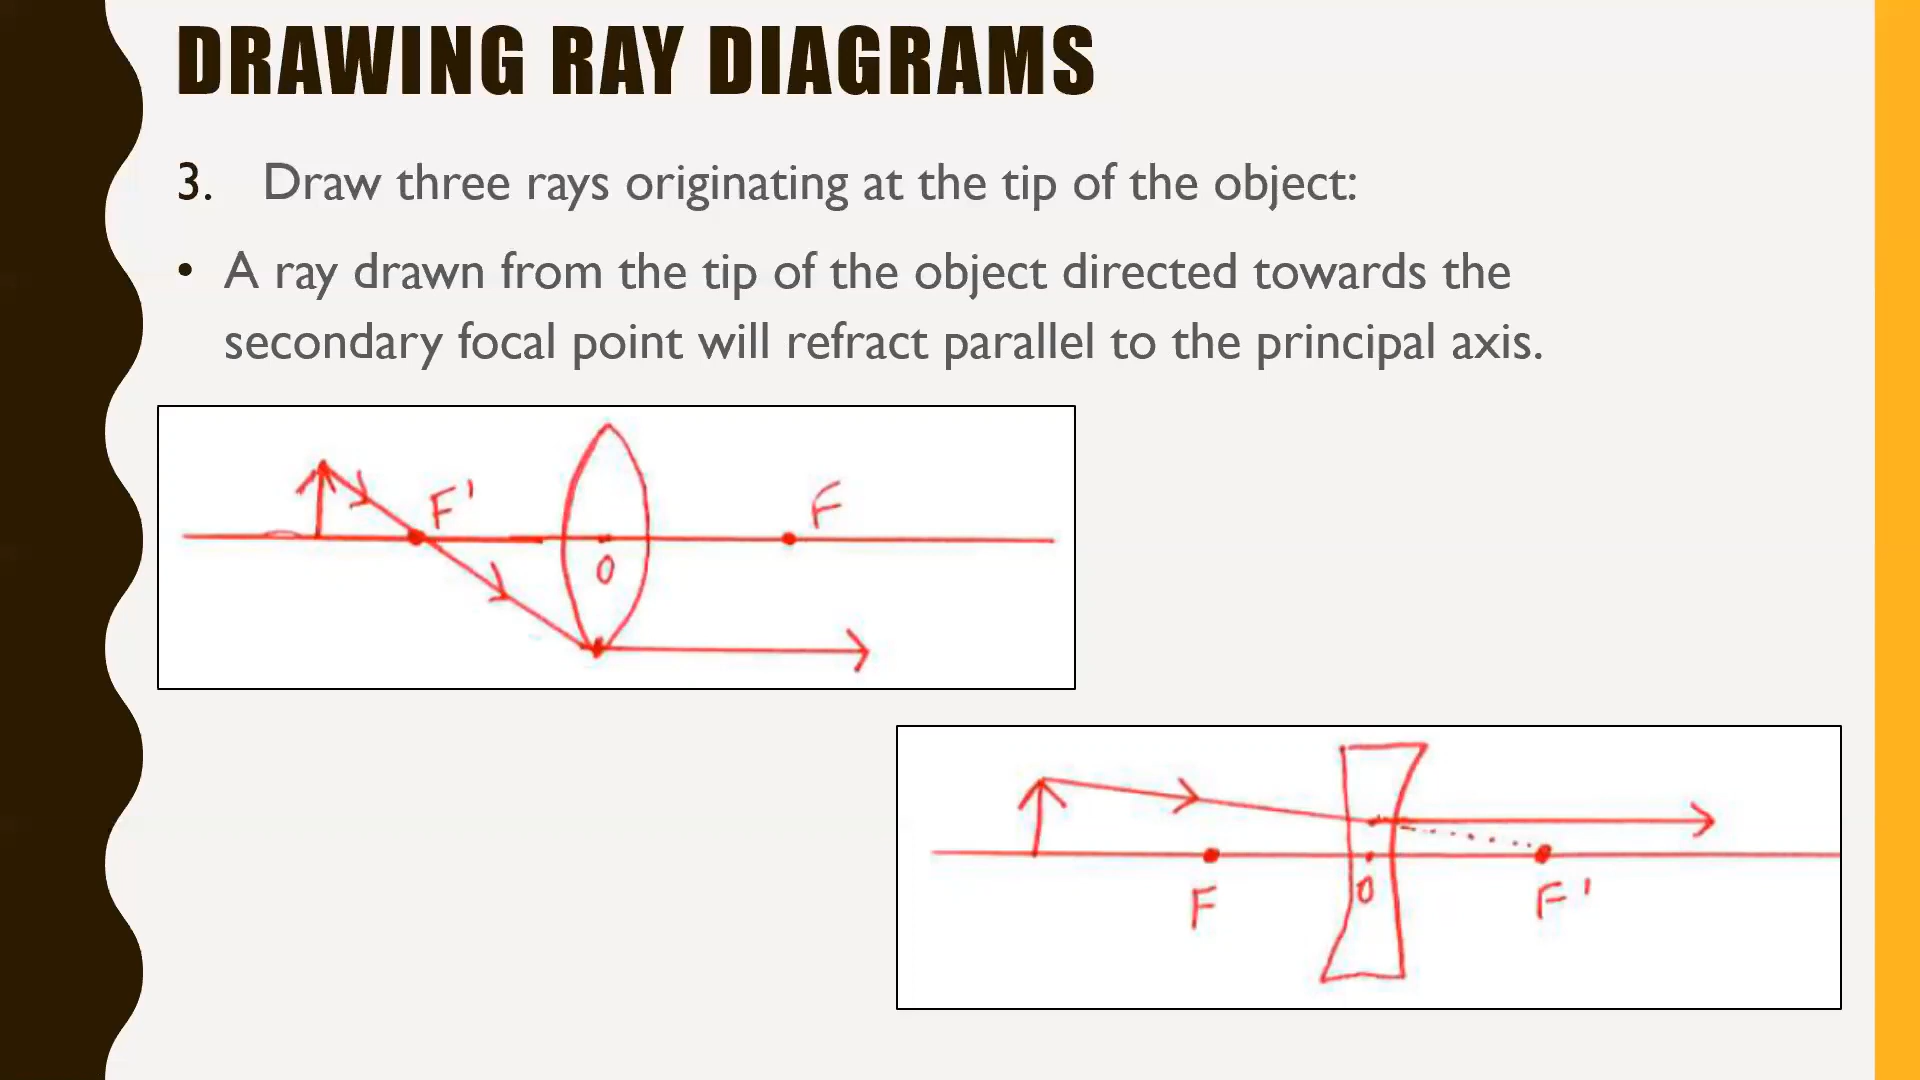 DRAWING RAY DIAGRAMS
3. Draw three rays originating at the tip of the object:
• A ray drawn from the tip of the object directed towards the
secondary focal point will refract parallel to the principal axis.
F' F
O
F O F'